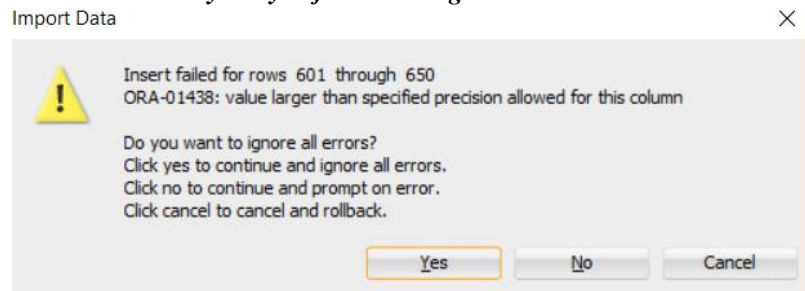 Import Data
Insert failed for rows 601 through 650
ORA-01438: value larger than specified precision allowed for this column
Do you want to ignore all errors?
Click yes to continue and ignore all errors.
Click no to continue and prompt on error.
Click cancel to cancel and rollback.
Yes No Cancel